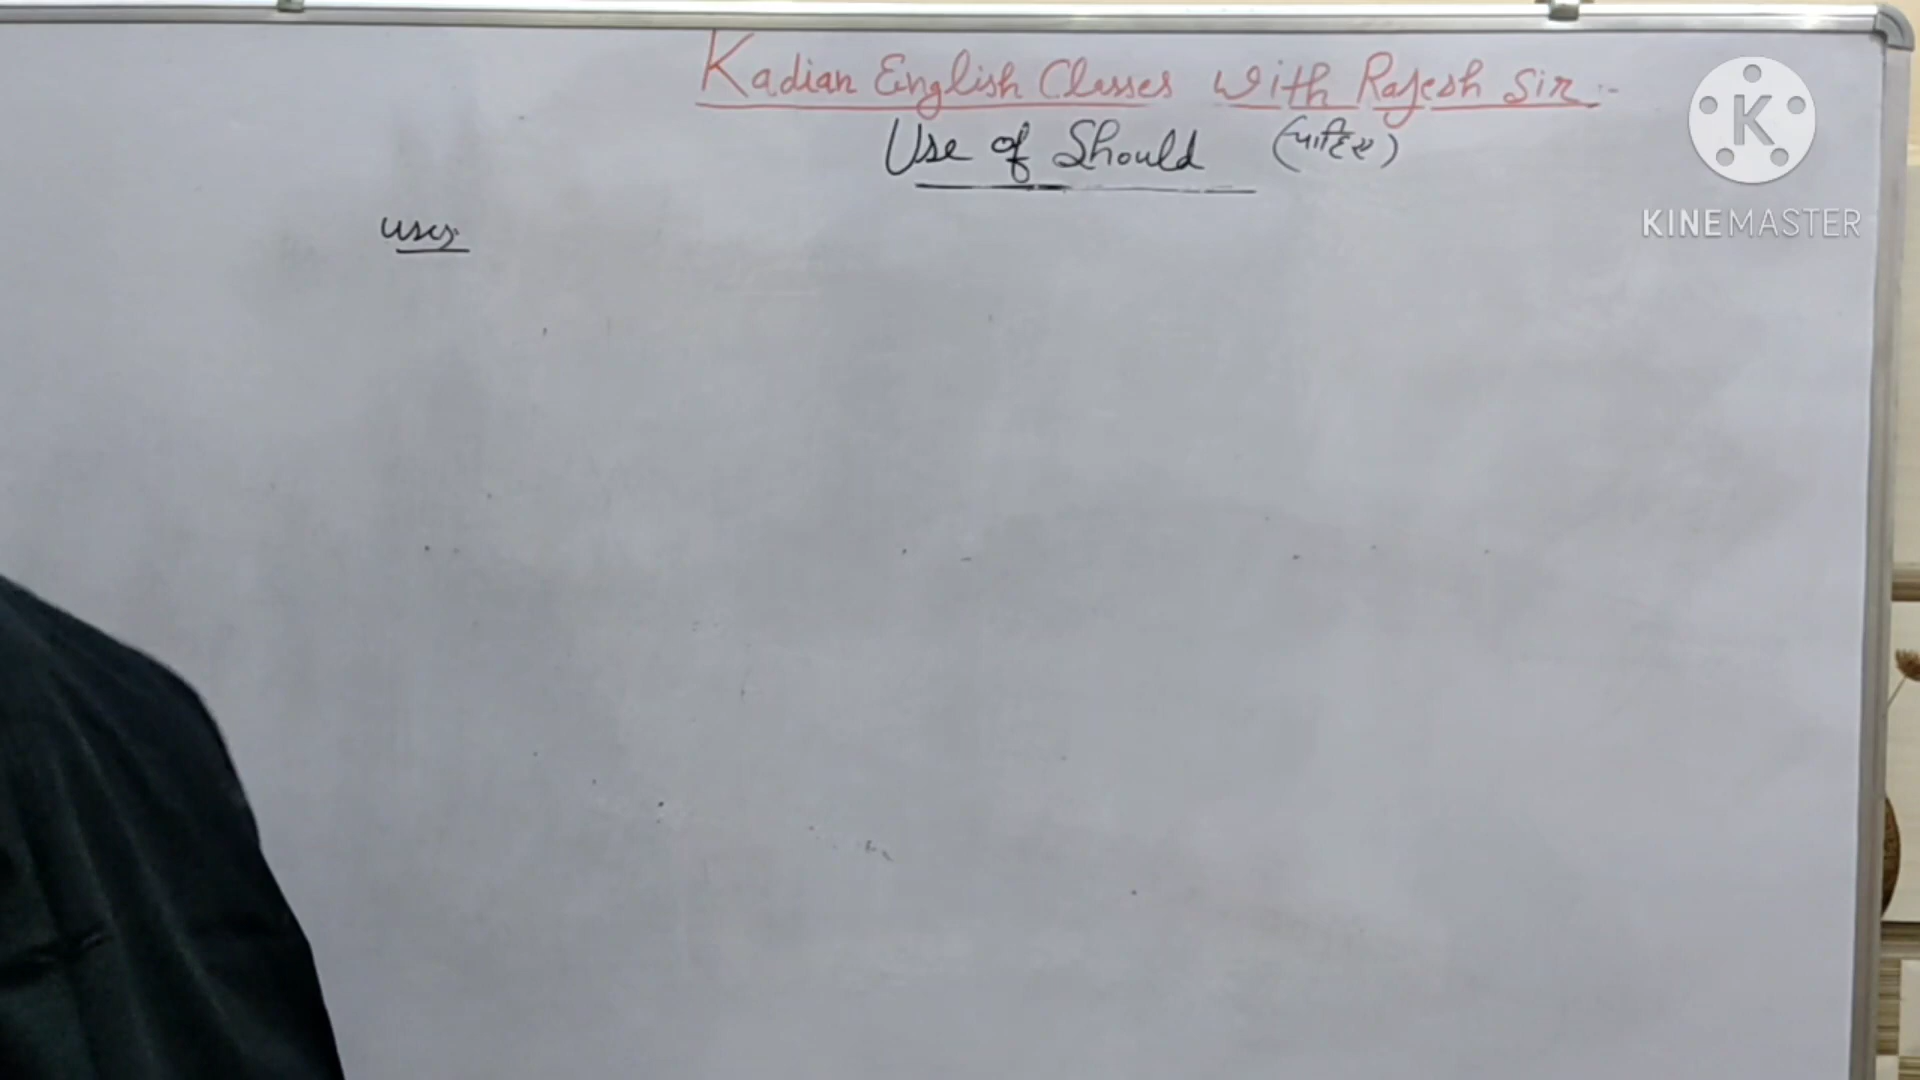 Kadian English Classes With Rajesh Sir :-
Use of Should (चाहिए)
uses
K
KINEMASTER